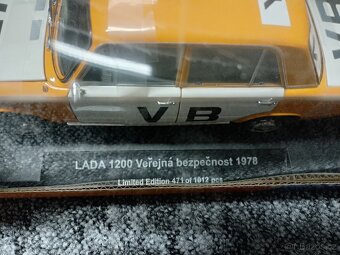 VB
VB
LADA 1200 Veřejná bezpečnost 1978
Limited Edition 471 of 1012 pcs